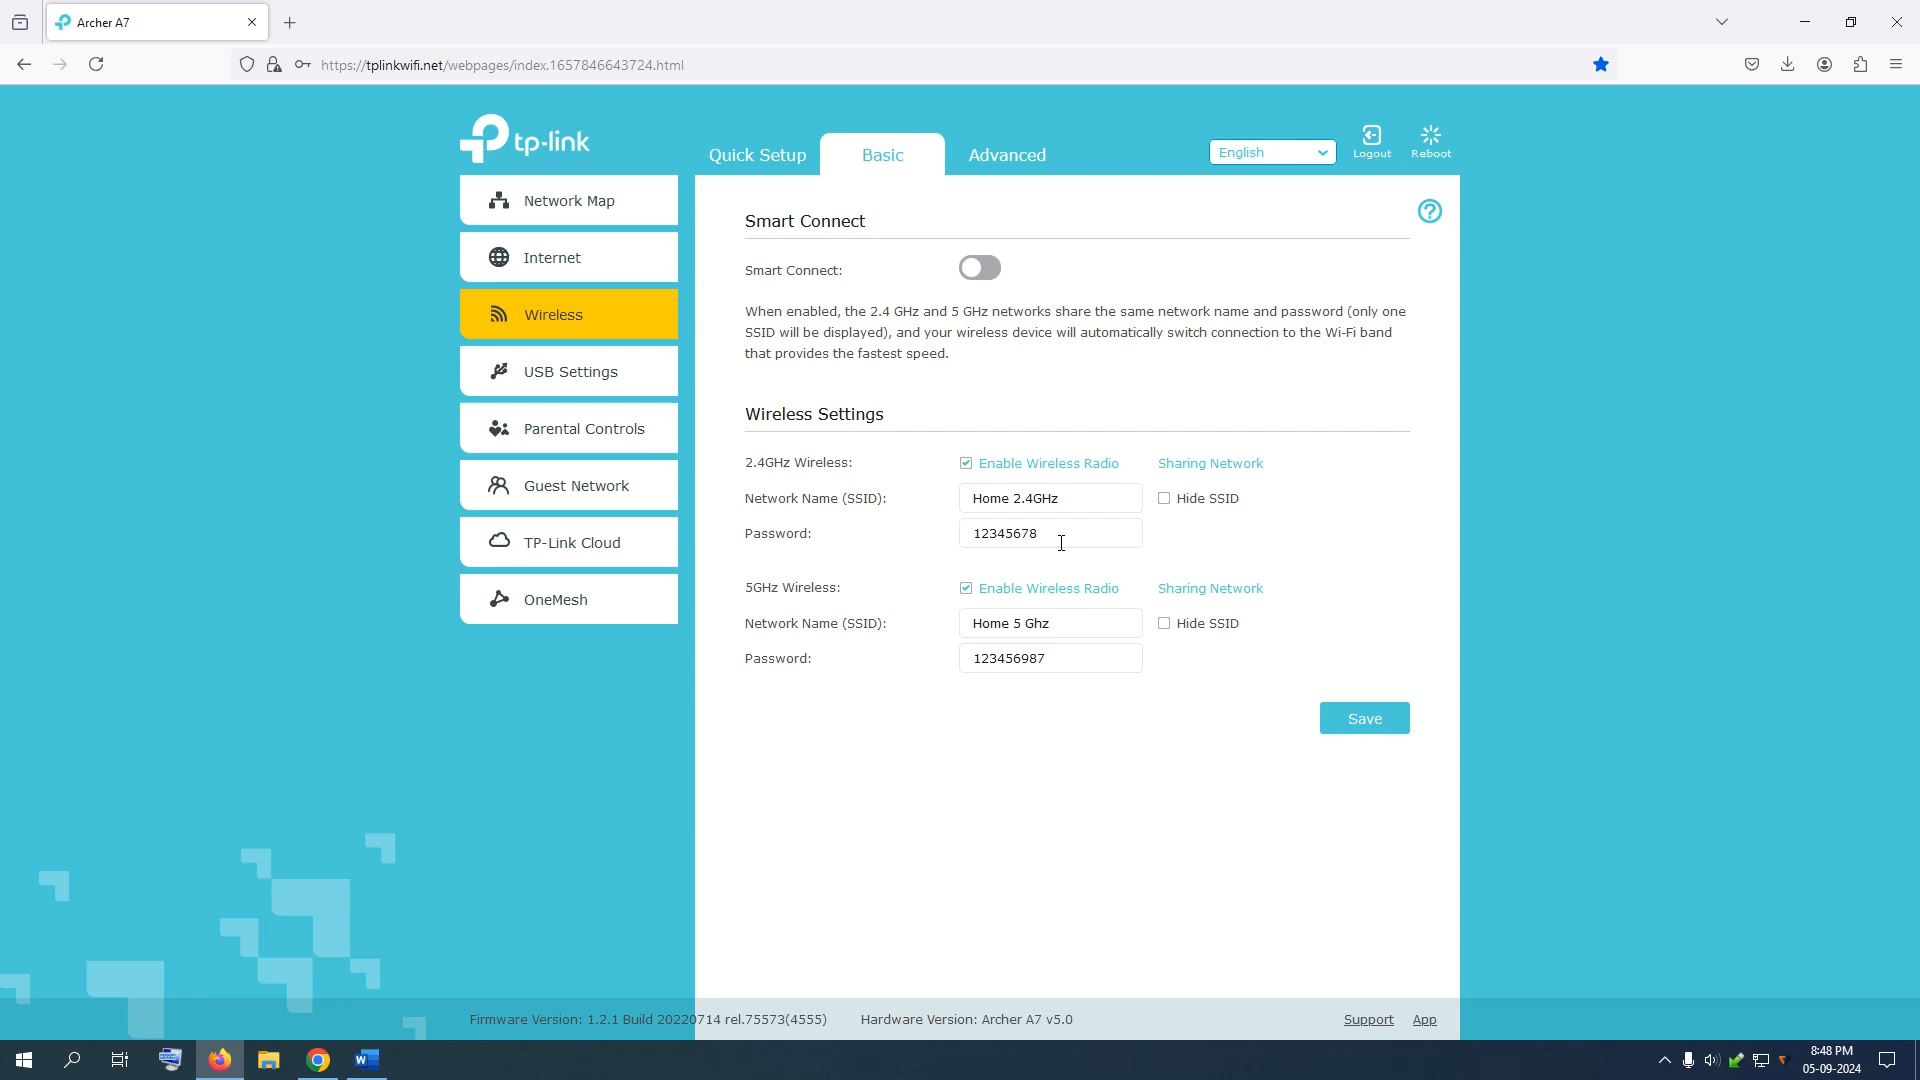 Archer A7
https://tplinkwifi.net/webpages/index.1657846643724.html
tp-link
Quick Setup
Basic
Advanced
English
Logout
Reboot
Network Map
Internet
Wireless
USB Settings
Parental Controls
Guest Network
TP-Link Cloud
OneMesh
Smart Connect
Smart Connect:
When enabled, the 2.4 GHz and 5 GHz networks share the same network name and password (only one
SSID will be displayed), and your wireless device will automatically switch connection to the Wi-Fi band
that provides the fastest speed.
Wireless Settings
2.4GHz Wireless: Enable Wireless Radio Sharing Network
Network Name (SSID): Home 2.4GHz Hide SSID
Password: 12345678
5GHz Wireless: Enable Wireless Radio Sharing Network
Network Name (SSID): Home 5 Ghz Hide SSID
Password: 123456987
Save
Firmware Version: 1.2.1 Build 20220714 rel.75573(4555) Hardware Version: Archer A7 v5.0 Support App
8:48 PM
05-09-2024